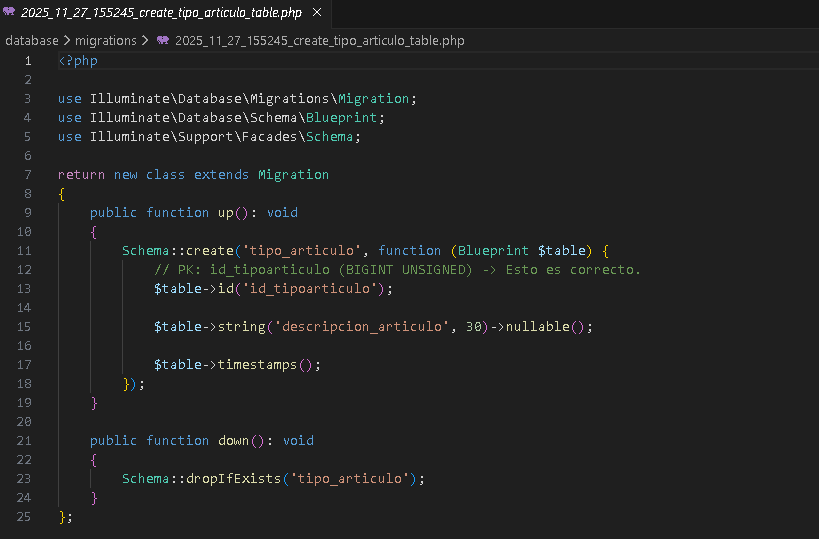 2025_11_27_155245_create_tipo_articulo_table.php ×
database > migrations > 2025_11_27_155245_create_tipo_articulo_table.php
1 <?php
2
3 use Illuminate\Database\Migrations\Migration;
4 use Illuminate\Database\Schema\Blueprint;
5 use Illuminate\Support\Facades\Schema;
6
7 return new class extends Migration
8 {
9     public function up(): void
10     {
11         Schema::create('tipo_articulo', function (Blueprint $table) {
12             // PK: id_tipoarticulo (BIGINT UNSIGNED) -> Esto es correcto.
13             $table->id('id_tipoarticulo');
14
15             $table->string('descripcion_articulo', 30)->nullable();
16
17             $table->timestamps();
18         });
19     }
20
21     public function down(): void
22     {
23         Schema::dropIfExists('tipo_articulo');
24     }
25 };